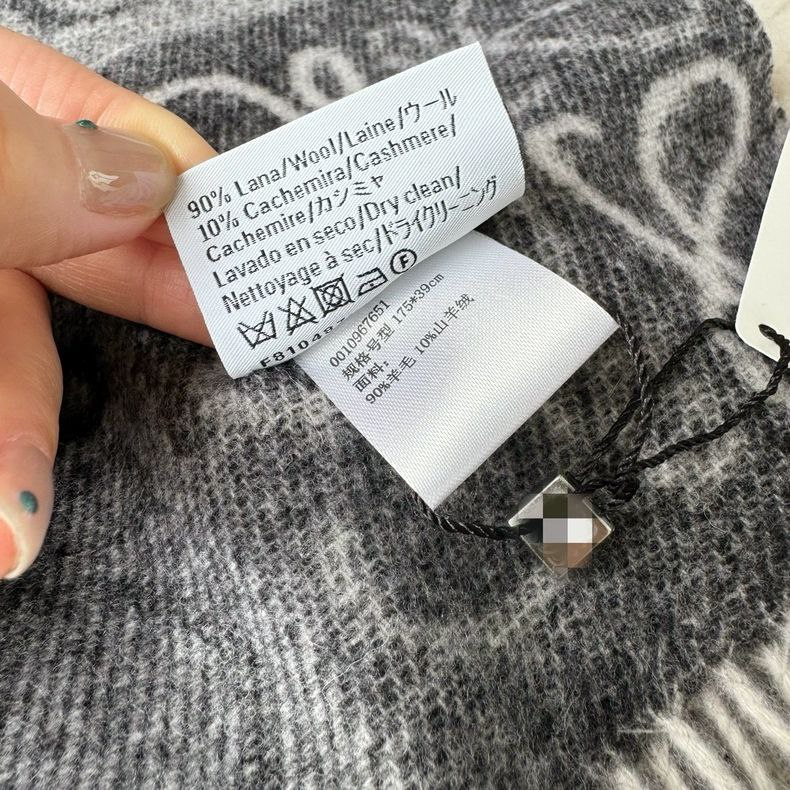 90% Lana/Wool/Laine/ウール
10% Cachemira/Cashmere/
Cachemire/カシミヤ
Lavado en seco/Dry clean/
Nettoyage à sec/ドライクリーニング
F
0010967651
规格号型 175*39cm
面料:
90%羊毛 10%山羊绒